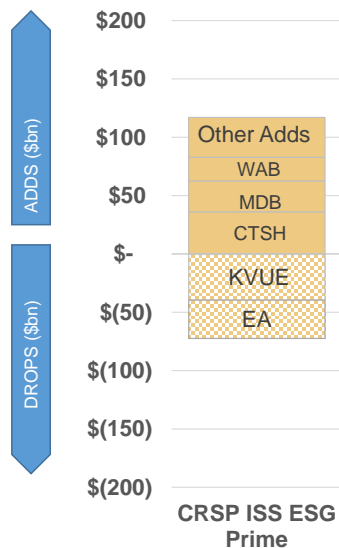 ADDS ($bn)
DROPS ($bn)
$200
$150
$100
$50
$-
$(50)
$(100)
$(150)
$(200)
Other Adds
WAB
MDB
CTSH
KVUE
EA
CRSP ISS ESG
Prime